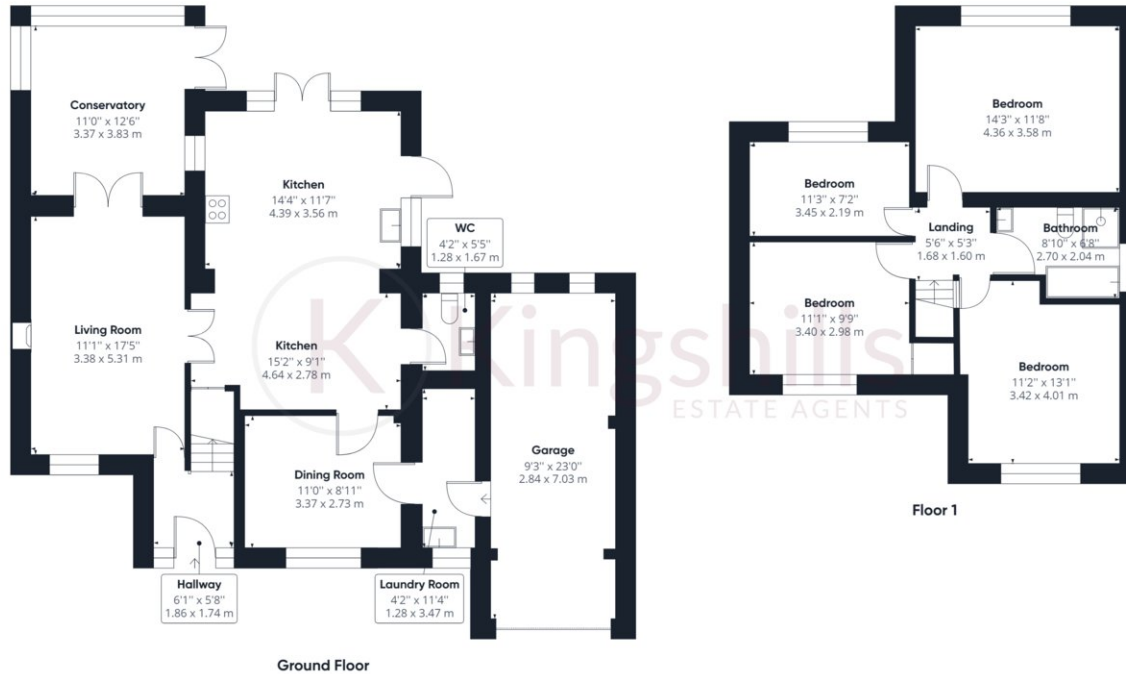 Conservatory
11'0" x 12'6"
3.37 x 3.83 m
Kitchen
14'4" x 11'7"
4.39 x 3.56 m
WC
4'2" x 5'5"
1.28 x 1.67 m
Living Room
11'1" x 17'5"
3.38 x 5.31 m
Kitchen
15'2" x 9'1"
4.64 x 2.78 m
Dining Room
11'0" x 8'11"
3.37 x 2.73 m
Garage
9'3" x 23'0"
2.84 x 7.03 m
Hallway
6'1" x 5'8"
1.86 x 1.74 m
Laundry Room
4'2" x 11'4"
1.28 x 3.47 m
Ground Floor
Bedroom
14'3" x 11'8"
4.36 x 3.58 m
Bedroom
11'3" x 7'2"
3.45 x 2.19 m
Landing
5'6" x 5'3"
1.68 x 1.60 m
Bathroom
8'10" x 6'8"
2.70 x 2.04 m
Bedroom
11'1" x 9'9"
3.40 x 2.98 m
Bedroom
11'2" x 13'1"
3.42 x 4.01 m
Floor 1
K Kingshills
ESTATE AGENTS